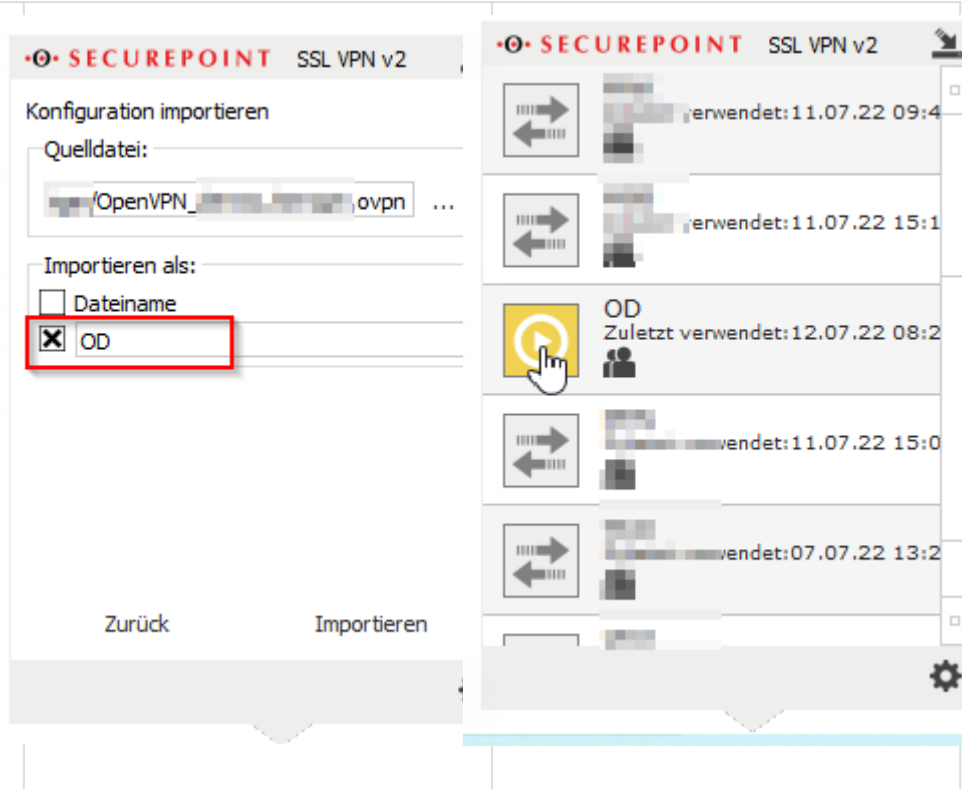 SECUREPOINT SSL VPN v2
Konfiguration importieren
Quelldatei:
/OpenVPN_ .ovpn ...
Importieren als:
Dateiname
OD
Zurück Importieren
SECUREPOINT SSL VPN v2
erwendet:11.07.22 09:4
erwendet:11.07.22 15:1
OD
Zuletzt verwendet:12.07.22 08:2
wendet:11.07.22 15:0
wendet:07.07.22 13:2